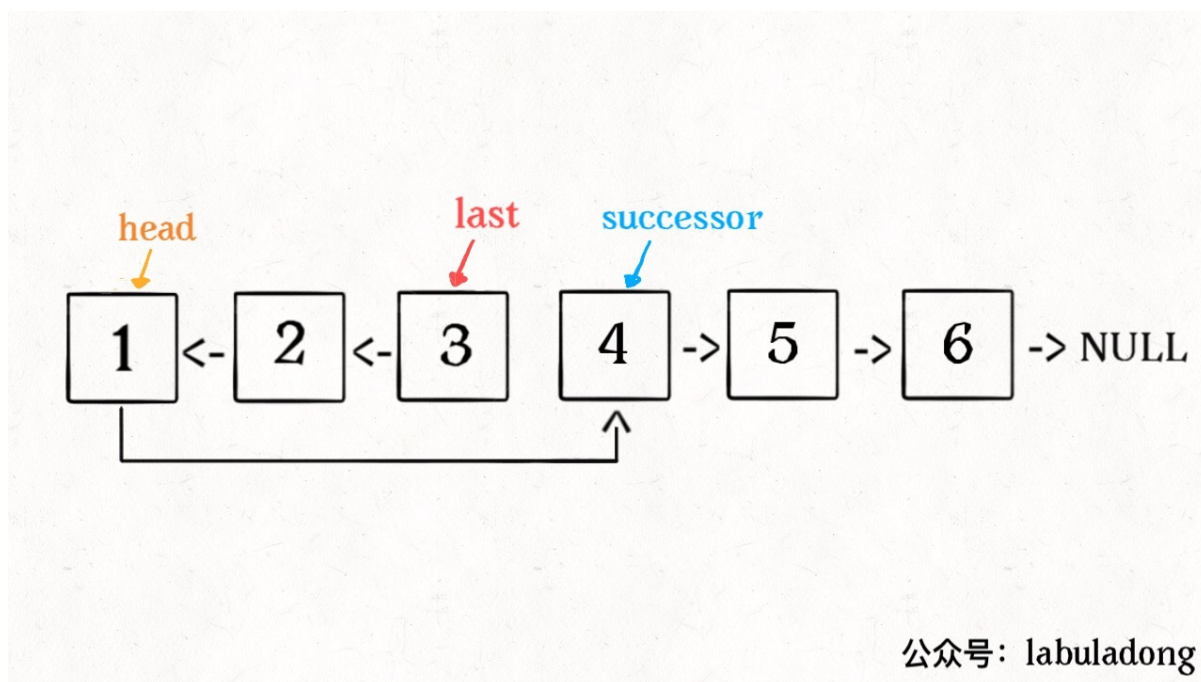 head last successor
1 <- 2 <- 3 4 -> 5 -> 6 -> NULL
公众号：labuladong